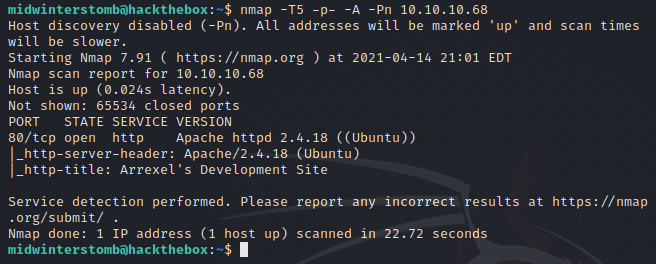 midwinterstomb@hackthebox:~$ nmap -T5 -p- -A -Pn 10.10.10.68
Host discovery disabled (-Pn). All addresses will be marked 'up' and scan times
will be slower.
Starting Nmap 7.91 ( https://nmap.org ) at 2021-04-14 21:01 EDT
Nmap scan report for 10.10.10.68
Host is up (0.024s latency).
Not shown: 65534 closed ports
PORT   STATE SERVICE VERSION
80/tcp open  http    Apache httpd 2.4.18 ((Ubuntu))
|_http-server-header: Apache/2.4.18 (Ubuntu)
|_http-title: Arrexel's Development Site
Service detection performed. Please report any incorrect results at https://nmap
.org/submit/ .
Nmap done: 1 IP address (1 host up) scanned in 22.72 seconds
midwinterstomb@hackthebox:~$